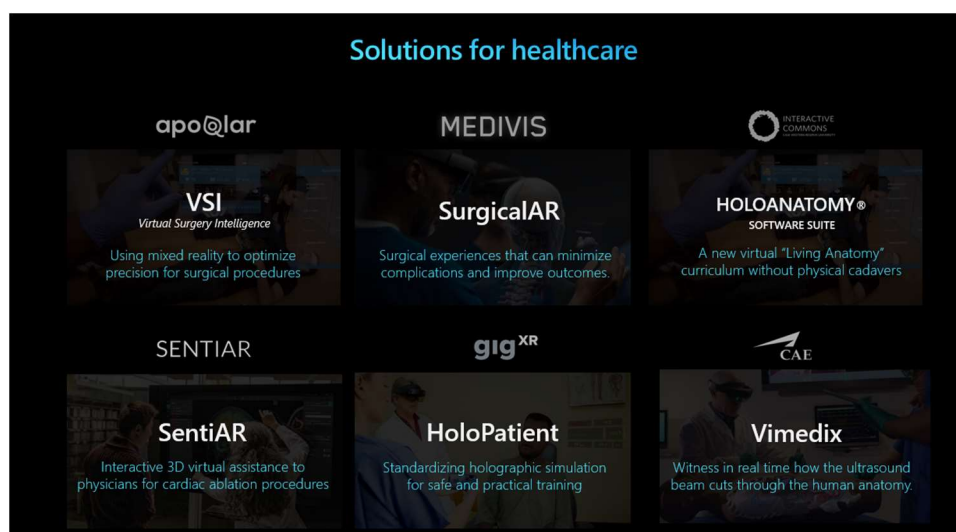 Solutions for healthcare
apoqlar
VSI
Virtual Surgery Intelligence
Using mixed reality to optimize
precision for surgical procedures
MEDIVIS
SurgicalAR
Surgical experiences that can minimize
complications and improve outcomes.
INTERACTIVE
COMMONS
HOLOANATOMY®
SOFTWARE SUITE
A new virtual “Living Anatomy”
curriculum without physical cadavers
SENTIAR
SentiAR
Interactive 3D virtual assistance to
physicians for cardiac ablation procedures
gigXR
HoloPatient
Standardizing holographic simulation
for safe and practical training
CAE
Vimedix
Witness in real time how the ultrasound
beam cuts through the human anatomy.